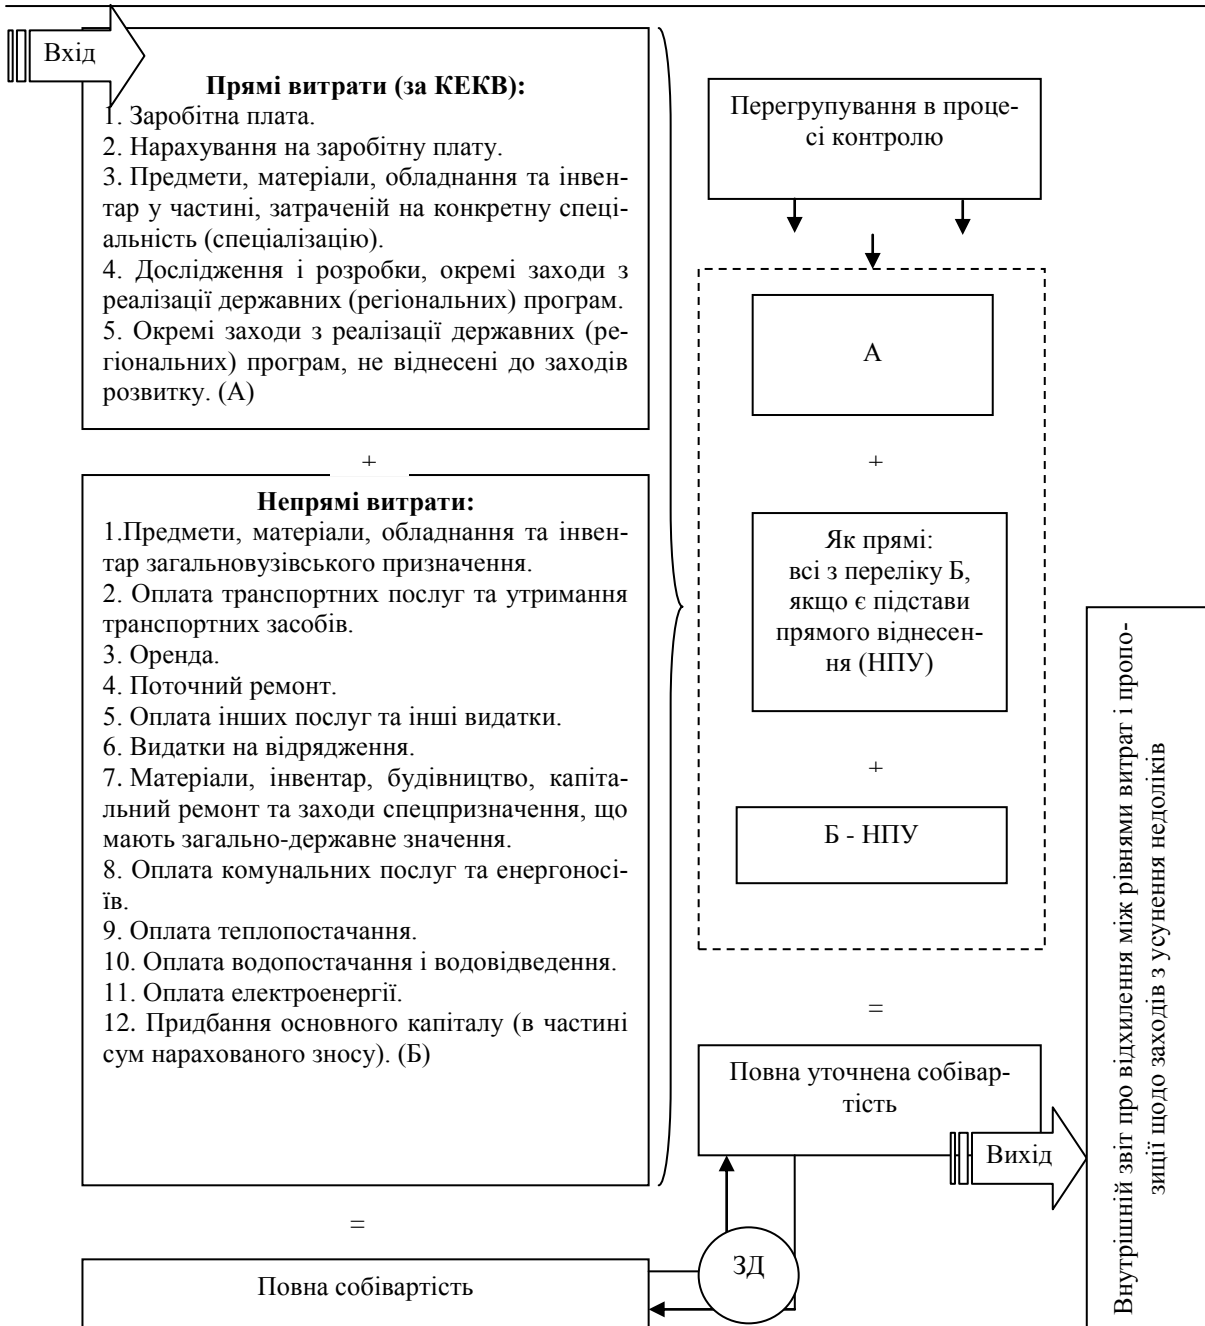 Вхід
Прямі витрати (за КЕКВ):
1. Заробітна плата.
2. Нарахування на заробітну плату.
3. Предмети, матеріали, обладнання та інвен-
тар у частині, затраченій на конкретну спеці-
альність (спеціалізацію).
4. Дослідження і розробки, окремі заходи з
реалізації державних (регіональних) програм.
5. Окремі заходи з реалізації державних (ре-
гіональних) програм, не віднесені до заходів
розвитку. (А)
+
Непрямі витрати:
1.Предмети, матеріали, обладнання та інвен-
тар загальновузівського призначення.
2. Оплата транспортних послуг та утримання
транспортних засобів.
3. Оренда.
4. Поточний ремонт.
5. Оплата інших послуг та інші видатки.
6. Видатки на відрядження.
7. Матеріали, інвентар, будівництво, капіта-
льний ремонт та заходи спецпризначення, що
мають загально-державне значення.
8. Оплата комунальних послуг та енергоносі-
їв.
9. Оплата теплопостачання.
10. Оплата водопостачання і водовідведення.
11. Оплата електроенергії.
12. Придбання основного капіталу (в частині
сум нарахованого зносу). (Б)
=
Повна собівартість
Перегрупування в проце-
сі контролю
А
+
Як прямі:
всі з переліку Б,
якщо є підстави
прямого віднесен-
ня (НПУ)
+
Б - НПУ
=
Повна уточнена собівар-
тість
Вихід
ЗД
Внутрішній звіт про відхилення між рівнями витрат і пропо-
зиції щодо заходів з усунення недоліків